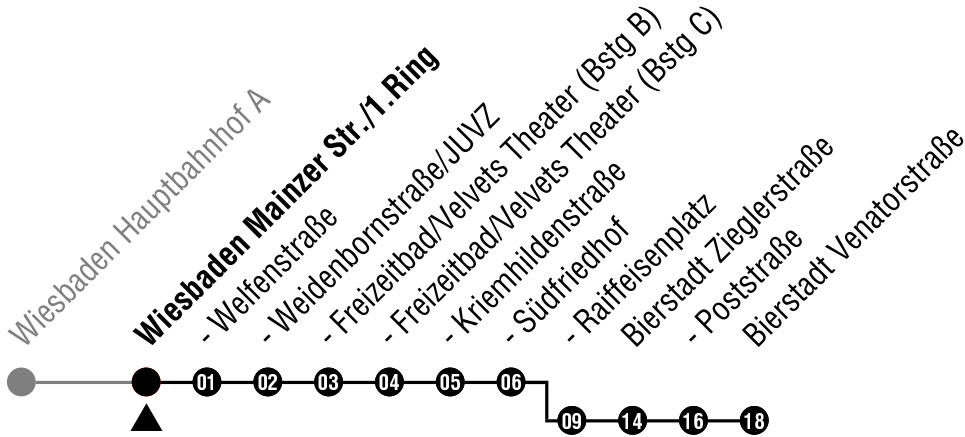 Wiesbaden Hauptbahnhof A
Wiesbaden Mainzer Str./1.Ring
- Welfenstraße
- Weidenbornstraße/JUVZ
- Freizeitbad/Velvets Theater (Bstg B)
- Freizeitbad/Velvets Theater (Bstg C)
- Kriemhildenstraße
- Südfriedhof
- Raiffeisenplatz
Bierstadt Zieglerstraße
- Poststraße
Bierstadt Venatorstraße
01 02 03 04 05 06
09 14 16 18